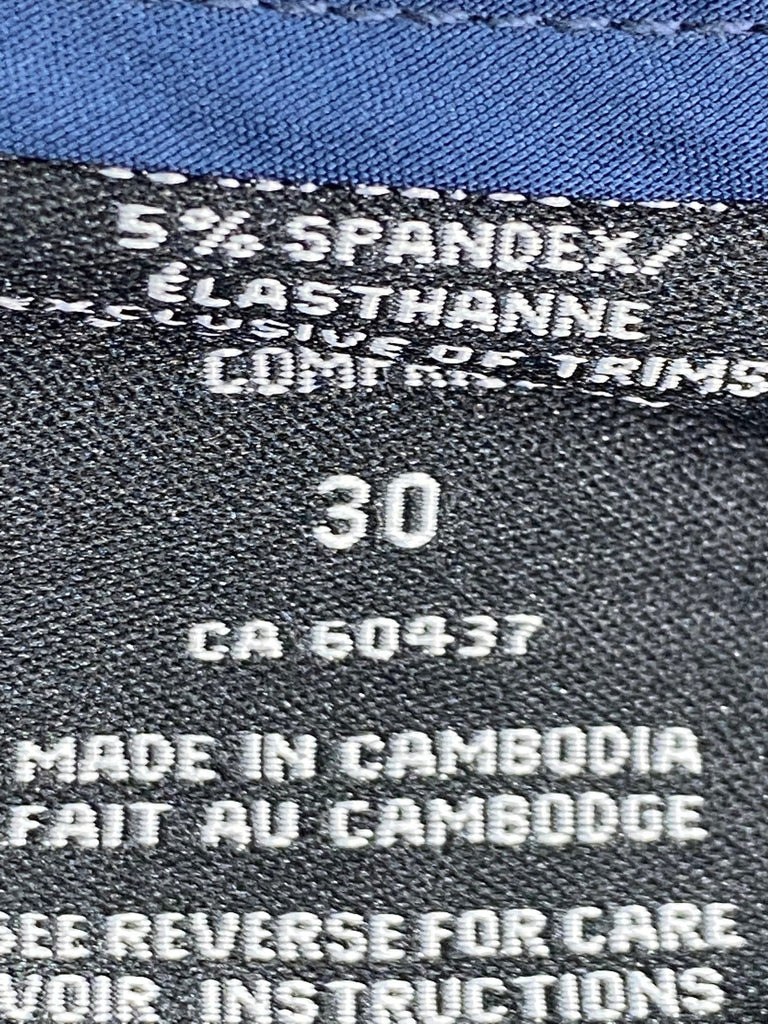 5% SPANDEX/
ÉLASTHANNE
EXCLUSIVE OF TRIMS
30
CA 60437
MADE IN CAMBODIA
FAIT AU CAMBODGE
SEE REVERSE FOR CARE
VOIR INSTRUCTIONS